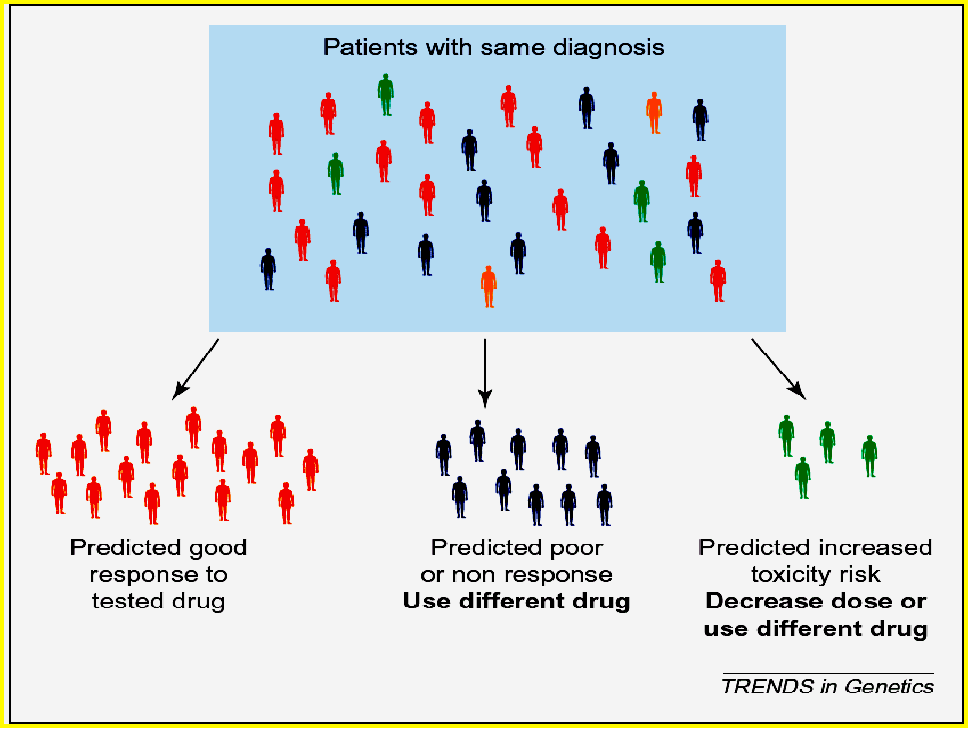 Patients with same diagnosis
Predicted good
response to
tested drug
Predicted poor
or non response
Use different drug
Predicted increased
toxicity risk
Decrease dose or
use different drug
TRENDS in Genetics